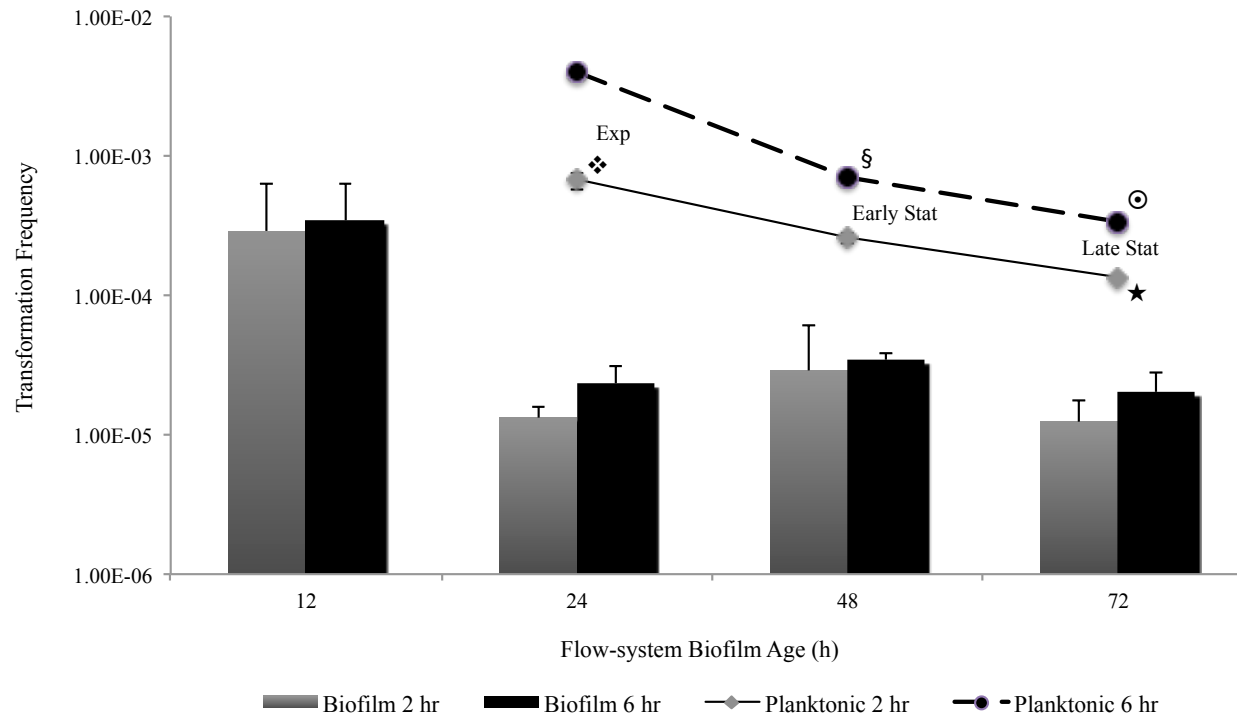 1.00E-02
1.00E-03
1.00E-04
1.00E-05
1.00E-06
Transformation Frequency
Exp
❖
§
Early Stat
☉
Late Stat
★
12 24 48 72
Flow-system Biofilm Age (h)
Biofilm 2 hr Biofilm 6 hr Planktonic 2 hr Planktonic 6 hr